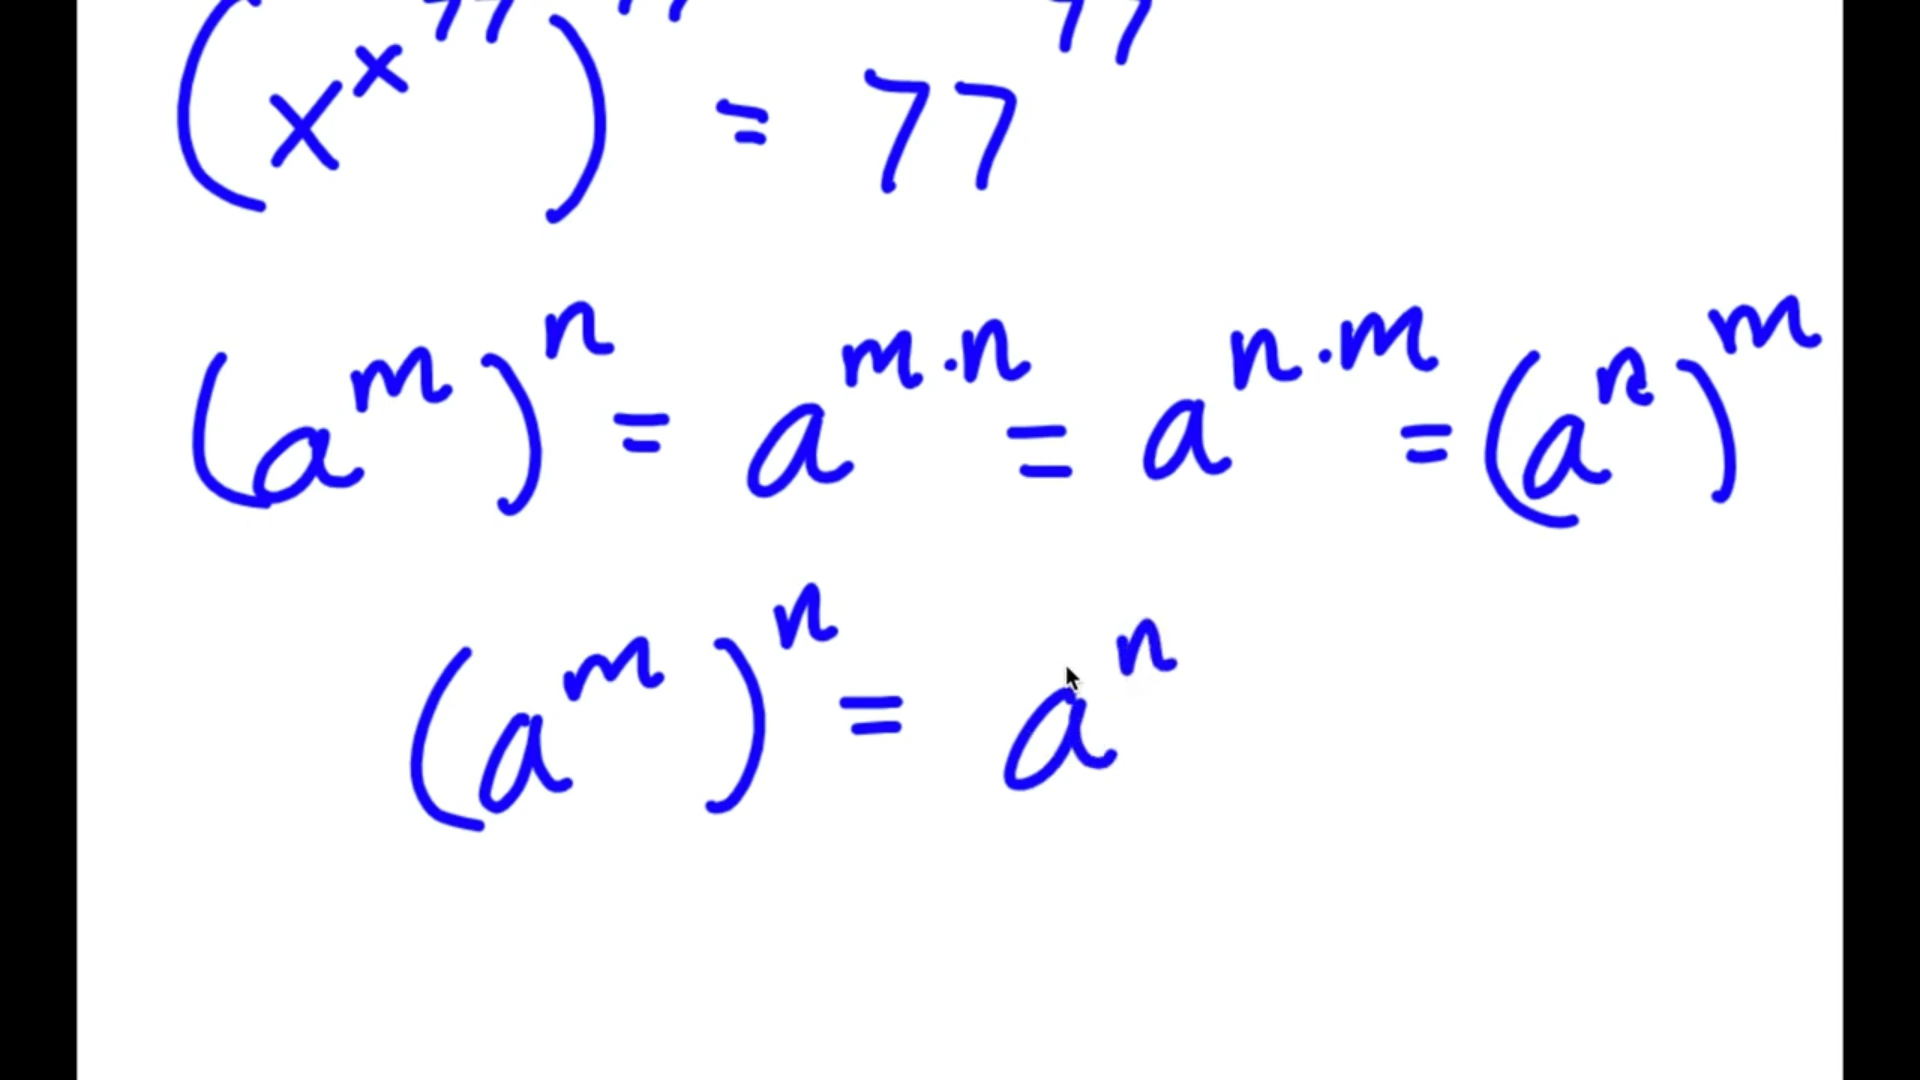 (x^x^77)^77 = 77^77
(a^m)^n = a^m·n = a^n·m = (a^n)^m
(a^m)^n = a^n